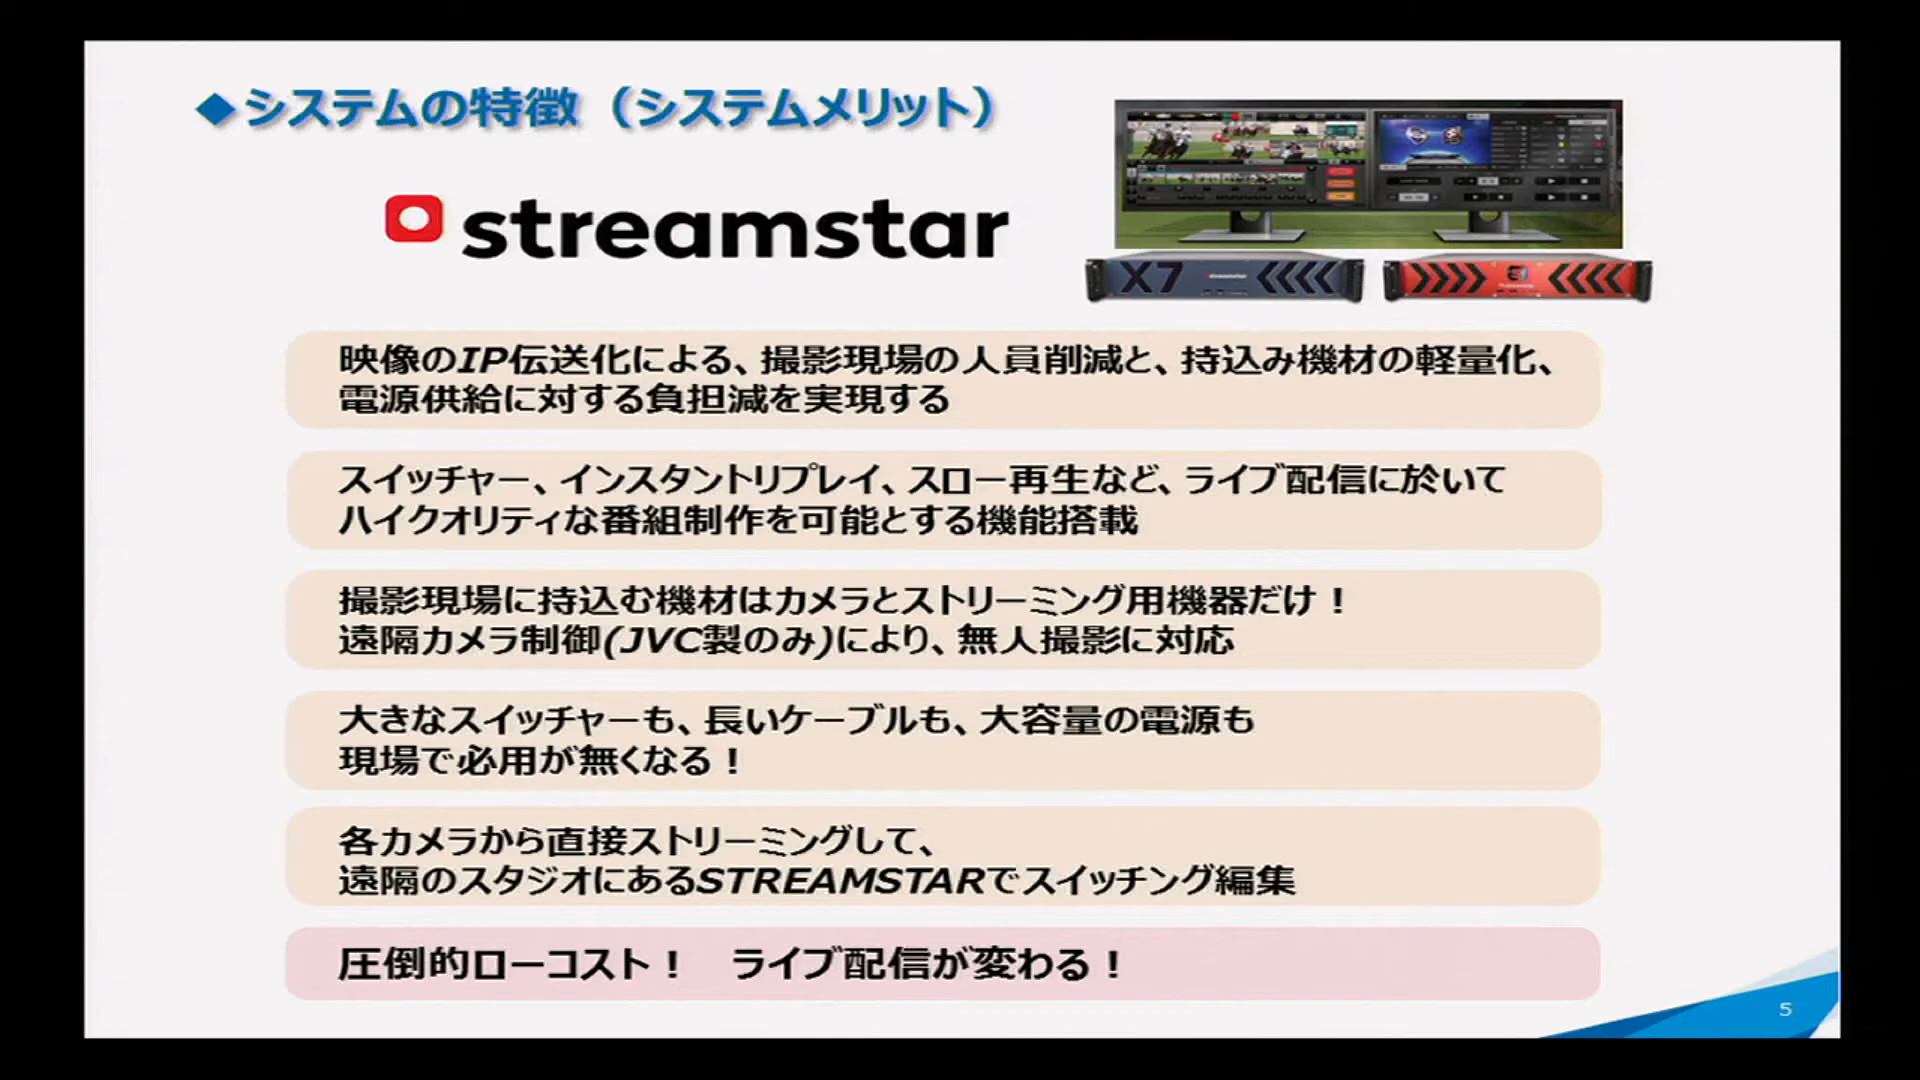 ◆システムの特徴（システムメリット）
streamstar
X7
streamstar
映像のIP伝送化による、撮影現場の人員削減と、持込み機材の軽量化、
電源供給に対する負担減を実現する
スイッチャー、インスタントリプレイ、スロー再生など、ライブ配信に於いて
ハイクオリティな番組制作を可能とする機能搭載
撮影現場に持込む機材はカメラとストリーミング用機器だけ！
遠隔カメラ制御(JVC製のみ)により、無人撮影に対応
大きなスイッチャーも、長いケーブルも、大容量の電源も
現場で必用が無くなる！
各カメラから直接ストリーミングして、
遠隔のスタジオにあるSTREAMSTARでスイッチング編集
圧倒的ローコスト！　ライブ配信が変わる！
5